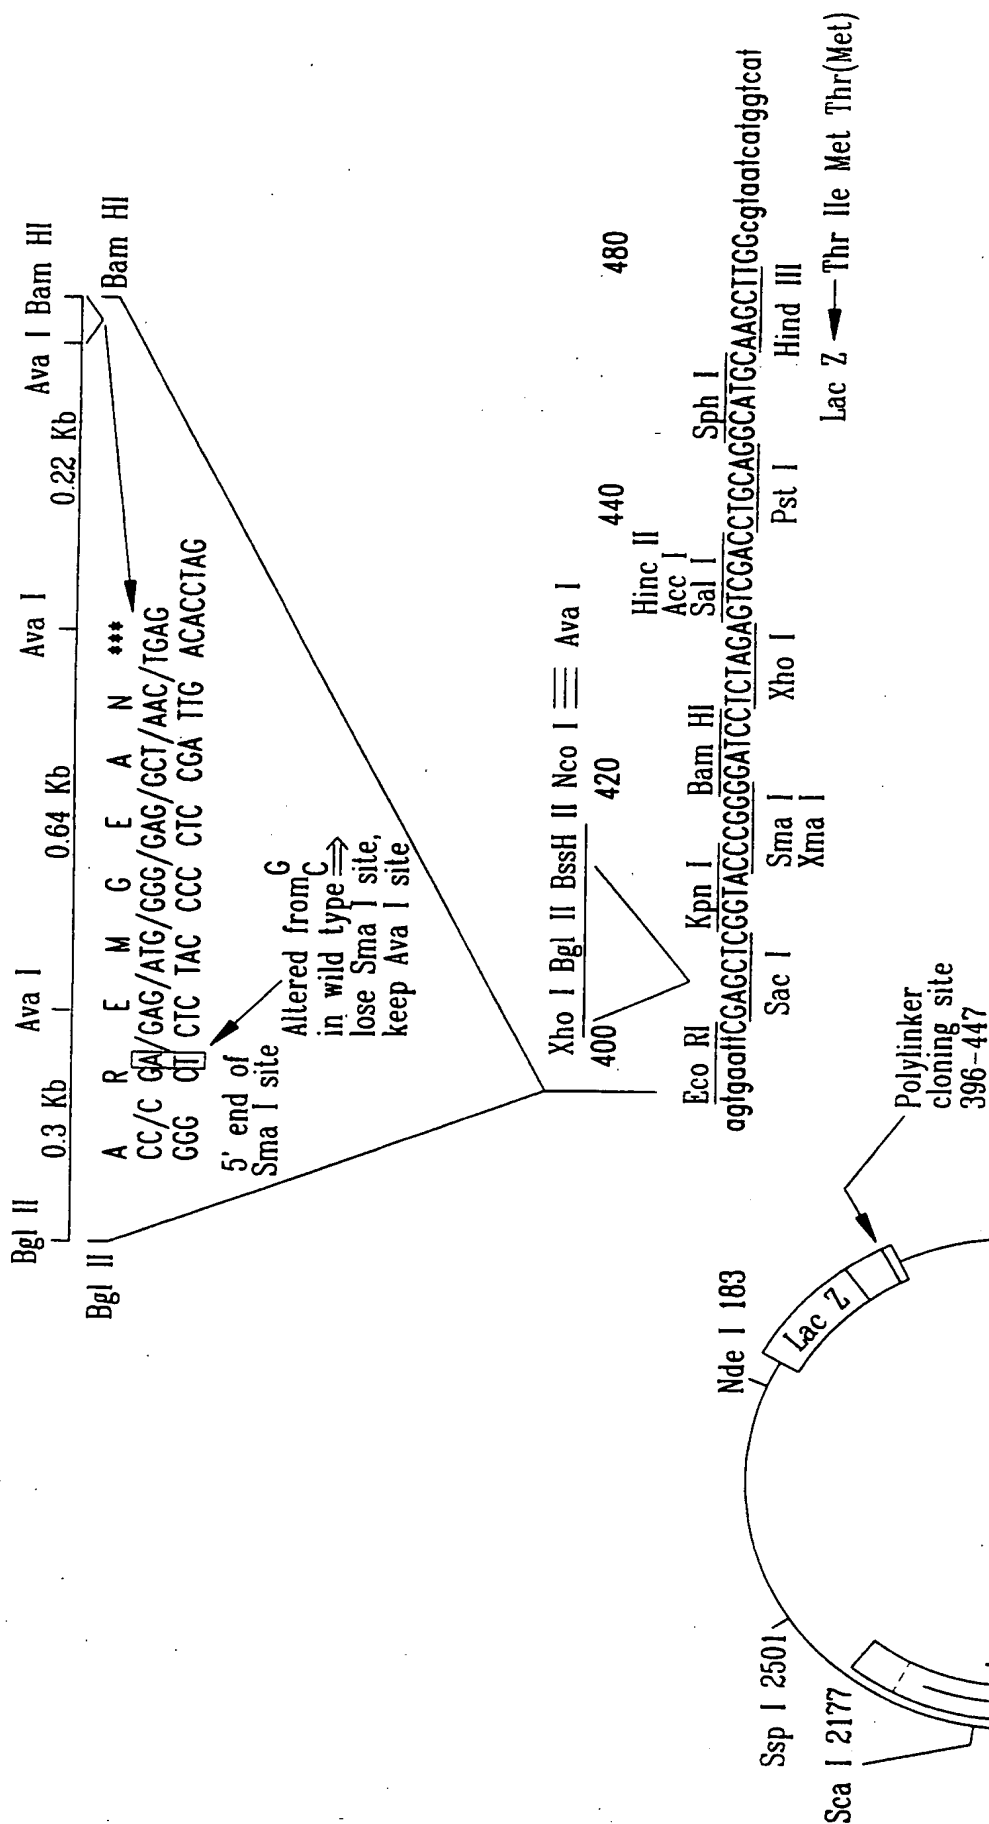 Bgl II
Ava I
Ava I
Ava I Bam HI
0.3 Kb
0.64 Kb
0.22 Kb
Bgl II
Bam HI
A R E M G E A N ***
CC/C GA/GAG/ATG/GGG/GAG/GCT/AAC/TGAG
GGG CT CTC TAC CCC CTC CGA TTG ACACCTAG
5' end of
Sma I site
Altered from G
C
in wild type ⇒
lose Sma I site,
keep Ava I site
Xho I Bgl II BssH II Nco I ≡ Ava I
400
420
440
480
Hinc II
Acc I
Eco RI
Kpn I
Bam HI
Sal I
Sph I
agtgaattCGAGCTCGGTACCCGGGGATCCTCTAGAGTCGACCTGCAGGCATGCAAGCTTGGcgtaatcatggtcat
Sac I
Sma I
Xma I
Xho I
Pst I
Hind III
Lac Z ← Thr Ile Met Thr(Met)
Polylinker
cloning site
396-447
Nde I 183
Lac Z
Ssp I 2501
Sca I 2177